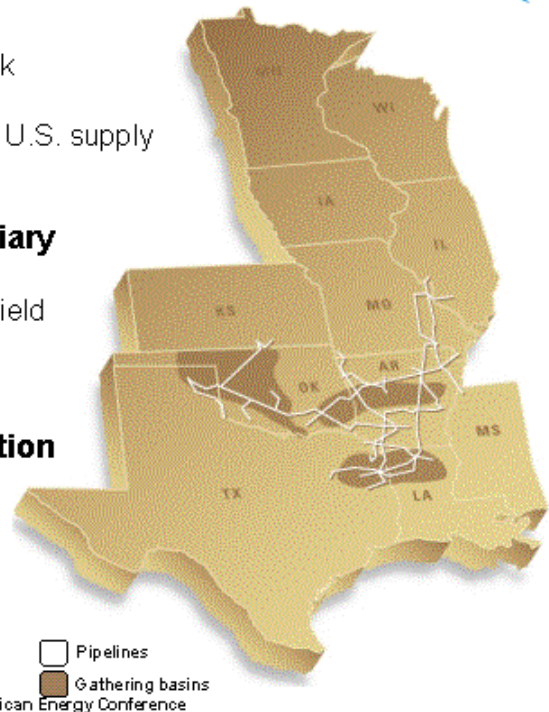 k
U.S. supply
iary
ield
tion
MN
WI
IA
IL
KS
MO
OK
AR
MS
TX
LA
Pipelines
Gathering basins
ican Energy Conference